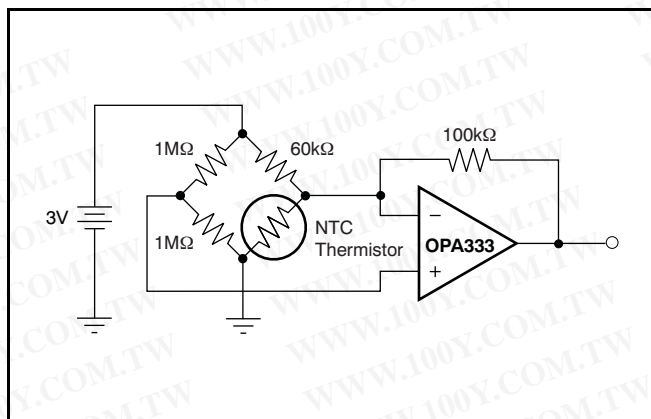 WWW.100Y.COM.TW
1MΩ
60kΩ
100kΩ
3V
1MΩ
NTC
Thermistor
−
OPA333
+